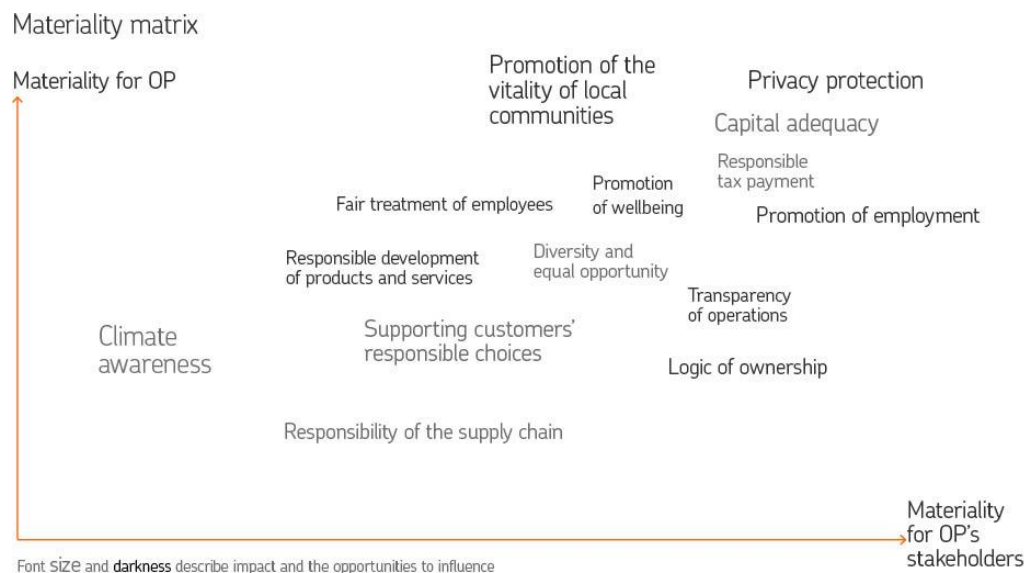 Materiality matrix
Materiality for OP
Promotion of the
vitality of local
communities
Privacy protection
Capital adequacy
Responsible
tax payment
Promotion
of wellbeing
Fair treatment of employees
Promotion of employment
Responsible development
of products and services
Diversity and
equal opportunity
Transparency
of operations
Climate
awareness
Supporting customers'
responsible choices
Logic of ownership
Responsibility of the supply chain
Materiality
for OP's
stakeholders
Font size and darkness describe impact and the opportunities to influence